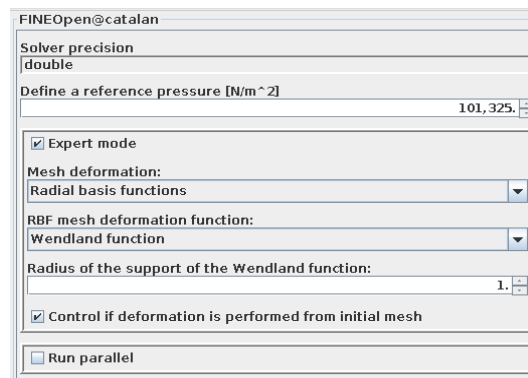 FINEOpen@catalan
Solver precision
double
Define a reference pressure [N/m^2]
101,325.
Expert mode
Mesh deformation:
Radial basis functions
RBF mesh deformation function:
Wendland function
Radius of the support of the Wendland function:
1.
Control if deformation is performed from initial mesh
Run parallel